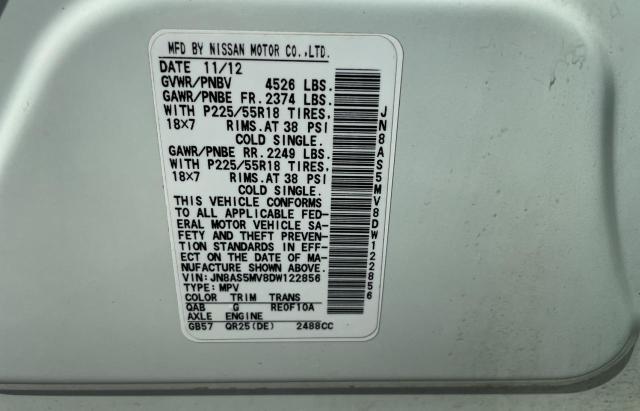 MFD BY NISSAN MOTOR CO.,LTD.
DATE 11/12
GVWR/PNBV 4526 LBS.
GAWR/PNBE FR. 2374 LBS.
WITH P225/55R18 TIRES,
18X7 RIMS.AT 38 PSI
COLD SINGLE.
GAWR/PNBE RR. 2249 LBS.
WITH P225/55R18 TIRES,
18X7 RIMS.AT 38 PSI
COLD SINGLE.
THIS VEHICLE CONFORMS
TO ALL APPLICABLE FED-
ERAL MOTOR VEHICLE SA-
FETY AND THEFT PREVEN-
TION STANDARDS IN EFF-
ECT ON THE DATE OF MA-
NUFACTURE SHOWN ABOVE.
VIN: JN8AS5MV8DW122856
TYPE: MPV
COLOR TRIM TRANS
QAB G RE0F10A
AXLE ENGINE
GB57 QR25(DE) 2488CC
JN8AS5MV8DW122856